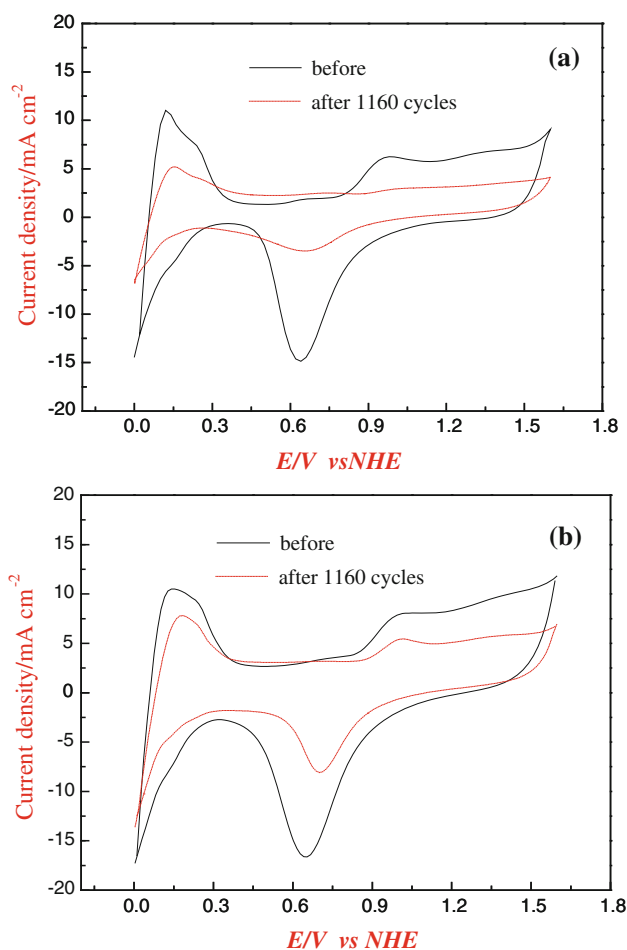 20
(a)
before
15
after 1160 cycles
10
5
0
-5
-10
-15
-20
Current density/mA cm⁻²
0.0 0.3 0.6 0.9 1.2 1.5 1.8
E/V vsNHE
20
(b)
before
15
after 1160 cycles
10
5
0
-5
-10
-15
-20
Current density/mA cm⁻²
0.0 0.3 0.6 0.9 1.2 1.5 1.8
E/V vs NHE